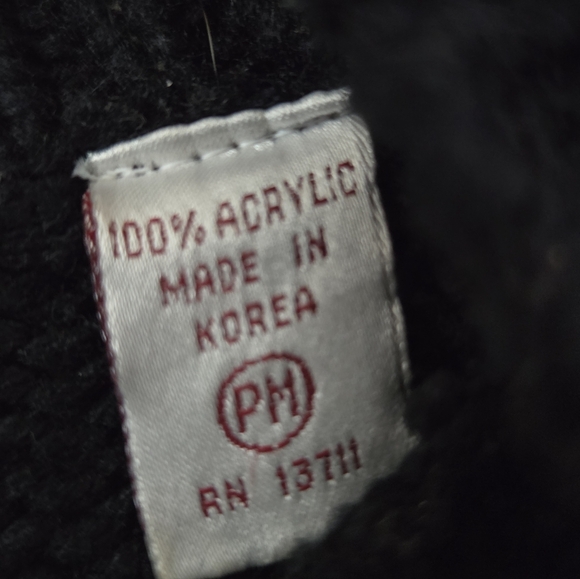 100% ACRYLIC
MADE IN
KOREA
PM
RN 13711